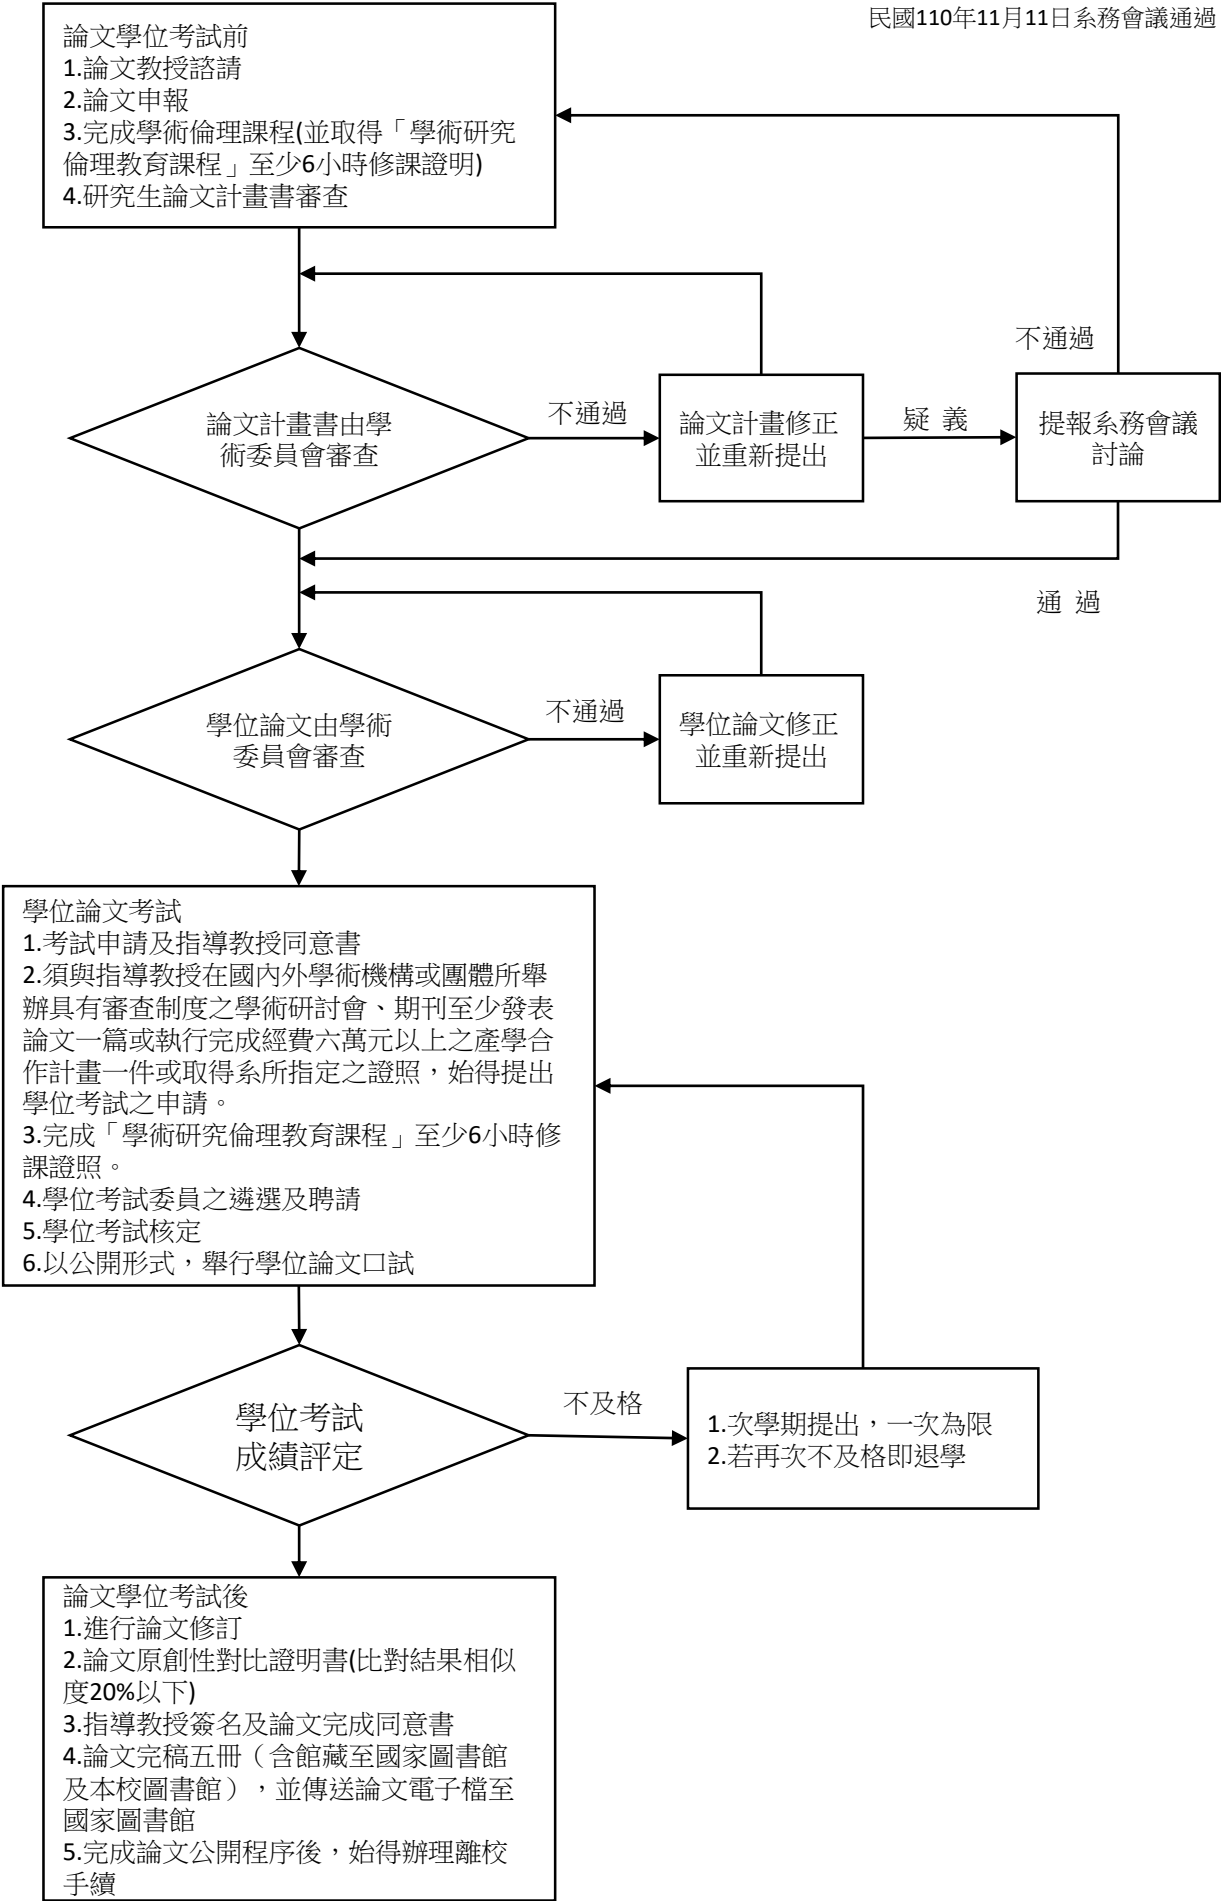 民國110年11月11日系務會議通過
論文學位考試前
1.論文教授諮請
2.論文申報
3.完成學術倫理課程(並取得「學術研究
倫理教育課程」至少6小時修課證明)
4.研究生論文計畫書審查
不通過
論文計畫書由學
術委員會審查
不通過
論文計畫修正
並重新提出
疑 義
提報系務會議
討論
通 過
學位論文由學術
委員會審查
不通過
學位論文修正
並重新提出
學位論文考試
1.考試申請及指導教授同意書
2.須與指導教授在國內外學術機構或團體所舉
辦具有審查制度之學術研討會、期刊至少發表
論文一篇或執行完成經費六萬元以上之產學合
作計畫一件或取得系所指定之證照，始得提出
學位考試之申請。
3.完成「學術研究倫理教育課程」至少6小時修
課證照。
4.學位考試委員之遴選及聘請
5.學位考試核定
6.以公開形式，舉行學位論文口試
學位考試
成績評定
不及格
1.次學期提出，一次為限
2.若再次不及格即退學
論文學位考試後
1.進行論文修訂
2.論文原創性對比證明書(比對結果相似
度20%以下)
3.指導教授簽名及論文完成同意書
4.論文完稿五冊（含館藏至國家圖書館
及本校圖書館），並傳送論文電子檔至
國家圖書館
5.完成論文公開程序後，始得辦理離校
手續